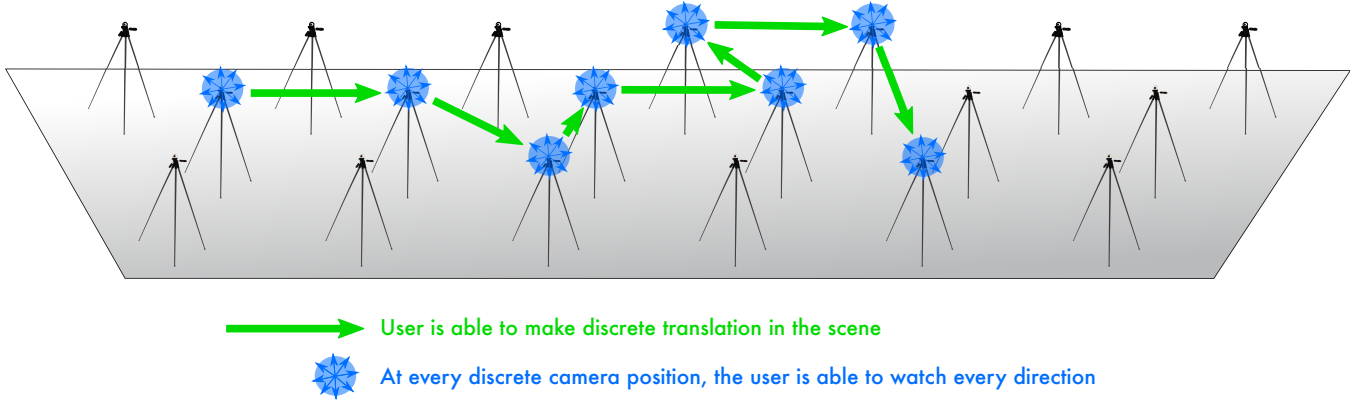 User is able to make discrete translation in the scene
At every discrete camera position, the user is able to watch every direction